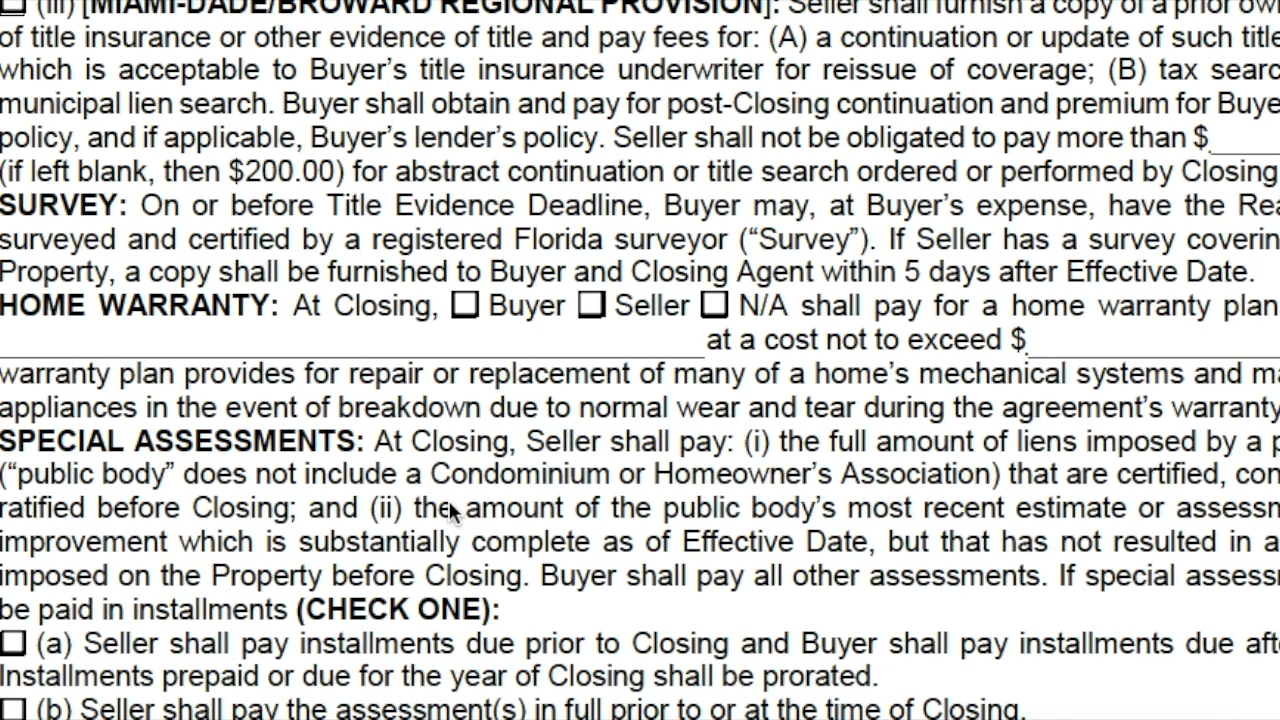 ☐ (iii) [MIAMI-DADE/BROWARD REGIONAL PROVISION]: Seller shall furnish a copy of a prior
of title insurance or other evidence of title and pay fees for: (A) a continuation or update of such title
which is acceptable to Buyer’s title insurance underwriter for reissue of coverage; (B) tax
municipal lien search. Buyer shall obtain and pay for post-Closing continuation and premium for
policy, and if applicable, Buyer’s lender’s policy. Seller shall not be obligated to pay more than $______
(if left blank, then $200.00) for abstract continuation or title search ordered or performed by Closing
SURVEY: On or before Title Evidence Deadline, Buyer may, at Buyer’s expense, have the
surveyed and certified by a registered Florida surveyor (“Survey”). If Seller has a survey
Property, a copy shall be furnished to Buyer and Closing Agent within 5 days after Effective Date.
HOME WARRANTY: At Closing, ☐ Buyer ☐ Seller ☐ N/A shall pay for a home warranty plan
______ at a cost not to exceed $______
warranty plan provides for repair or replacement of many of a home’s mechanical systems and
appliances in the event of breakdown due to normal wear and tear during the agreement’s warranty
SPECIAL ASSESSMENTS: At Closing, Seller shall pay: (i) the full amount of liens imposed by a
(“public body” does not include a Condominium or Homeowner’s Association) that are certified,
ratified before Closing; and (ii) the amount of the public body’s most recent estimate or
improvement which is substantially complete as of Effective Date, but that has not resulted in a
imposed on the Property before Closing. Buyer shall pay all other assessments. If special
be paid in installments (CHECK ONE):
☐ (a) Seller shall pay installments due prior to Closing and Buyer shall pay installments due
Installments prepaid or due for the year of Closing shall be prorated.
☐ (b) Seller shall pay the assessment(s) in full prior to or at the time of Closing.